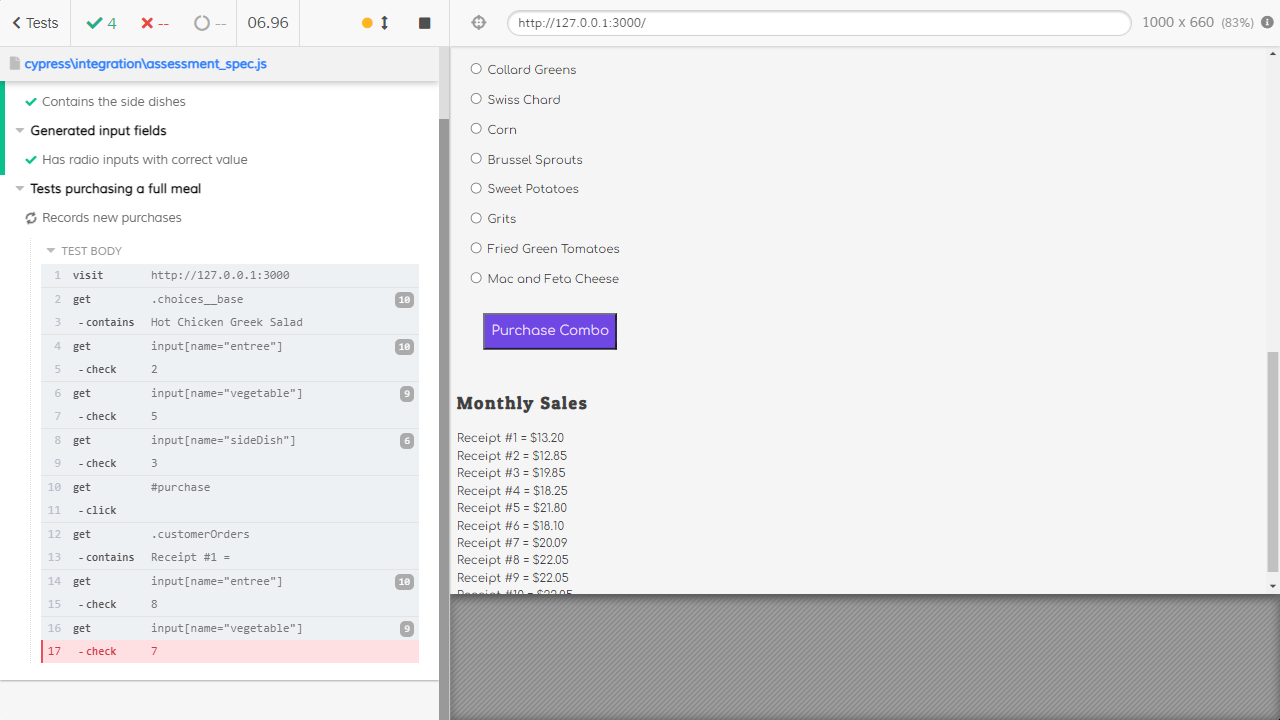 Tests
4
--
--
06.96
http://127.0.0.1:3000/
1000 x 660 (83%)
cypress\integration\assessment_spec.js
Contains the side dishes
Generated input fields
Has radio inputs with correct value
Tests purchasing a full meal
Records new purchases
TEST BODY
1 visit http://127.0.0.1:3000
2 get .choices__base 10
3 -contains Hot Chicken Greek Salad
4 get input[name="entree"] 10
5 -check 2
6 get input[name="vegetable"] 9
7 -check 5
8 get input[name="sideDish"] 6
9 -check 3
10 get #purchase
11 -click
12 get .customerOrders
13 -contains Receipt #1 =
14 get input[name="entree"] 10
15 -check 8
16 get input[name="vegetable"] 9
17 -check 7
Collard Greens
Swiss Chard
Corn
Brussel Sprouts
Sweet Potatoes
Grits
Fried Green Tomatoes
Mac and Feta Cheese
Purchase Combo
Monthly Sales
Receipt #1 = $13.20
Receipt #2 = $12.85
Receipt #3 = $19.85
Receipt #4 = $18.25
Receipt #5 = $21.80
Receipt #6 = $18.10
Receipt #7 = $20.09
Receipt #8 = $22.05
Receipt #9 = $22.05
Receipt #10 = $22.05